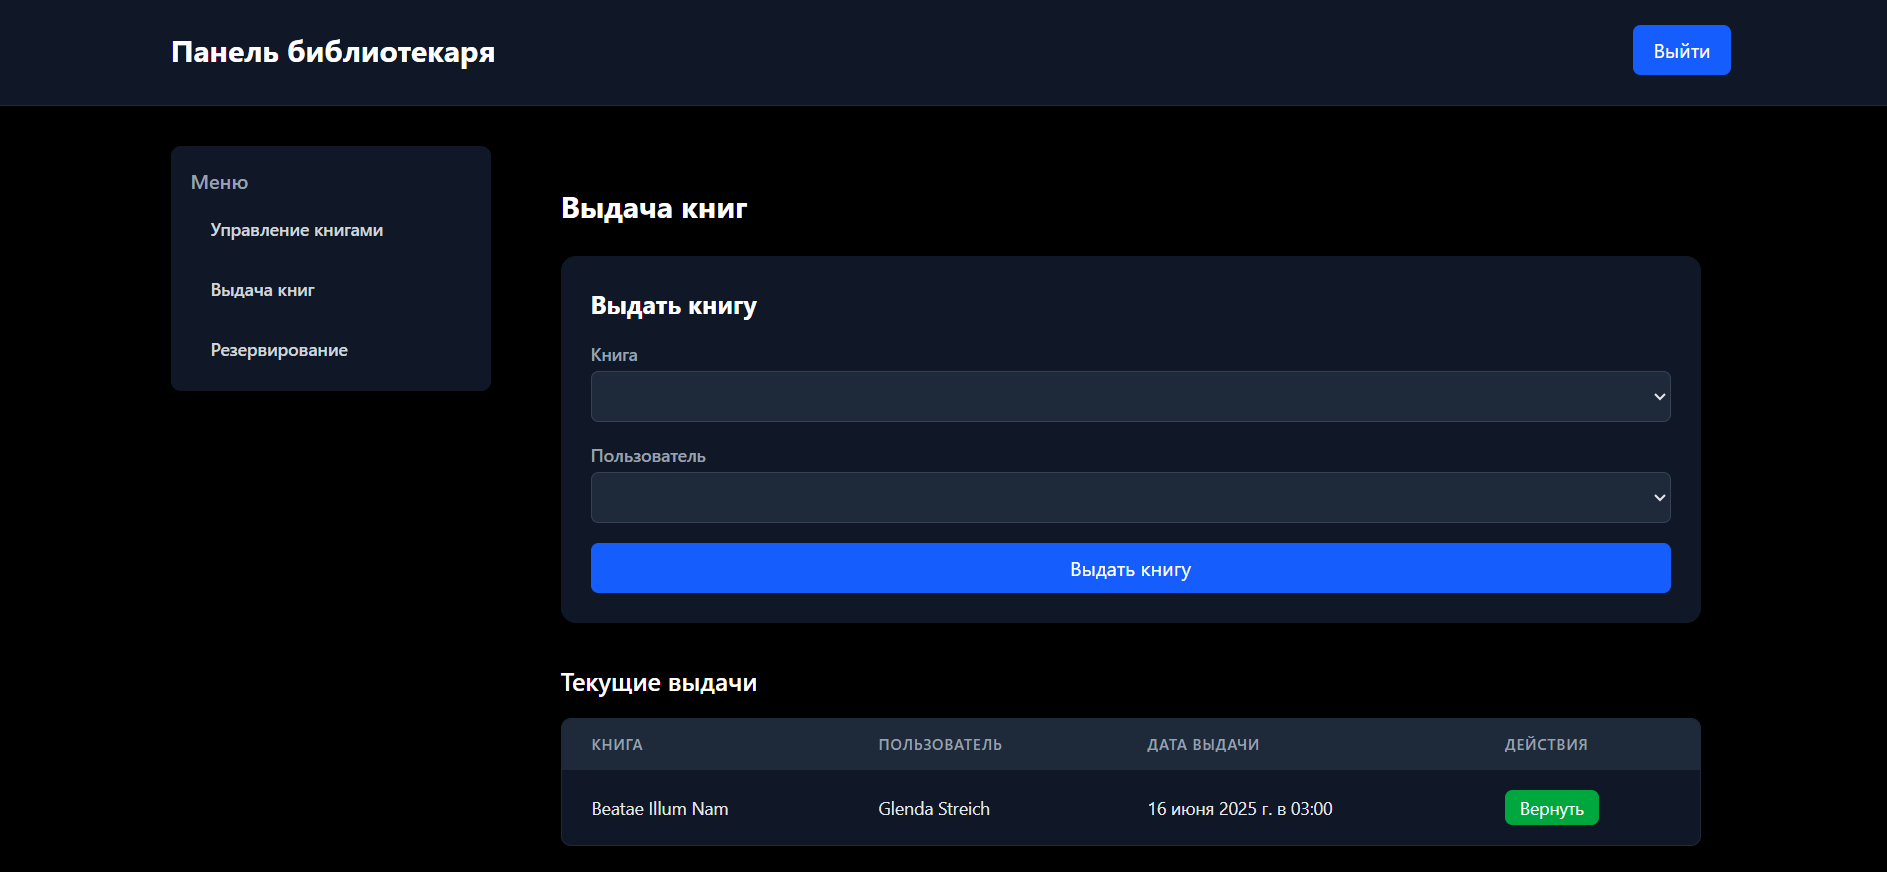 Панель библиотекаря
Выйти
Меню
Управление книгами
Выдача книг
Резервирование
Выдача книг
Выдать книгу
Книга
Пользователь
Выдать книгу
Текущие выдачи
КНИГА ПОЛЬЗОВАТЕЛЬ ДАТА ВЫДАЧИ ДЕЙСТВИЯ
Beatae Illum Nam Glenda Streich 16 июня 2025 г. в 03:00 Вернуть